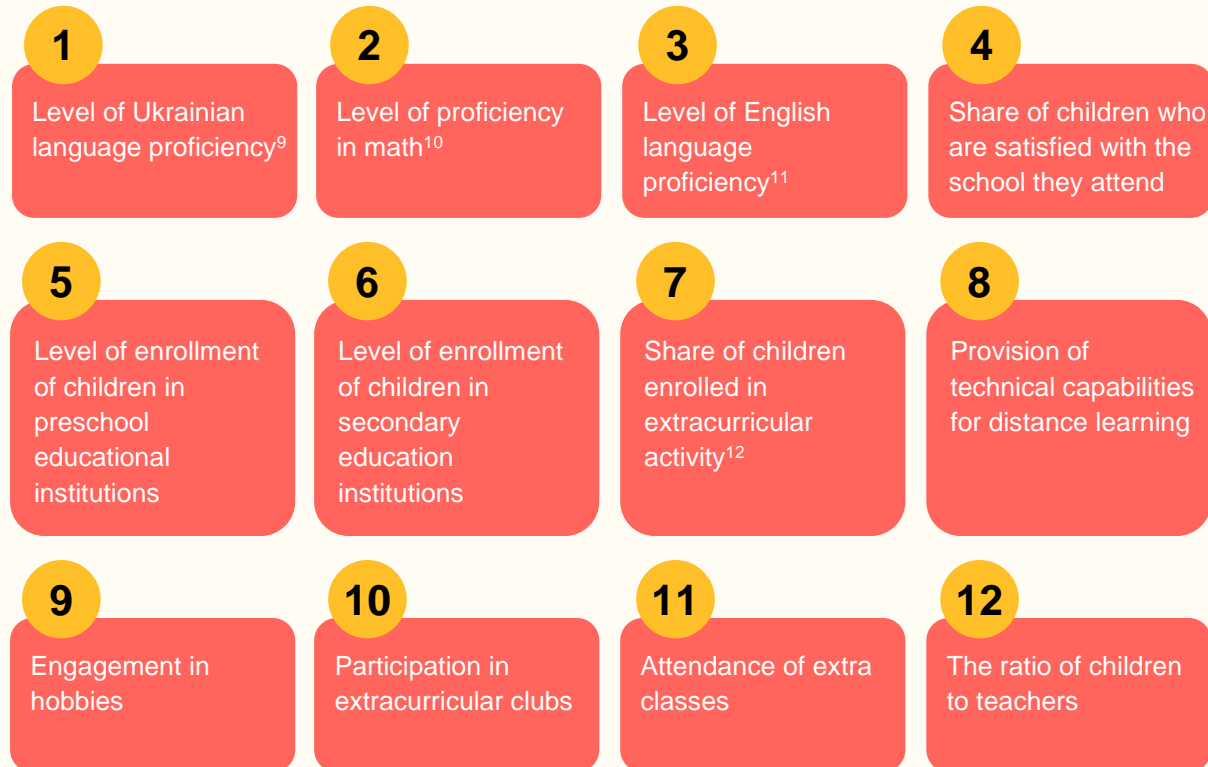 1
Level of Ukrainian
language proficiency⁹
2
Level of proficiency
in math¹⁰
3
Level of English
language
proficiency¹¹
4
Share of children who
are satisfied with the
school they attend
5
Level of enrollment
of children in
preschool
educational
institutions
6
Level of enrollment
of children in
secondary
education
institutions
7
Share of children
enrolled in
extracurricular
activity¹²
8
Provision of
technical capabilities
for distance learning
9
Engagement in
hobbies
10
Participation in
extracurricular clubs
11
Attendance of extra
classes
12
The ratio of children
to teachers